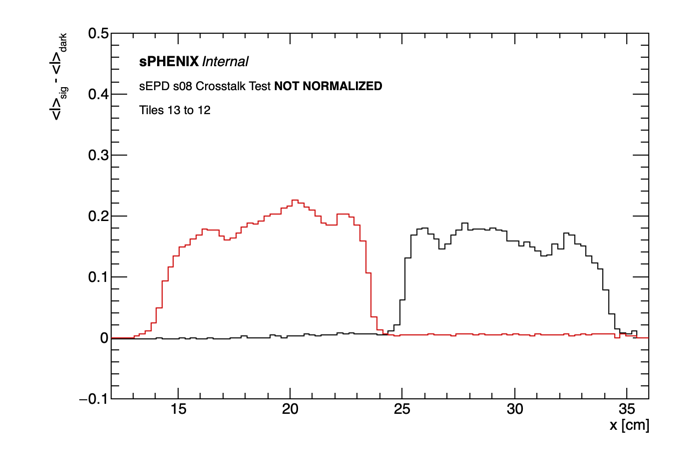 <I>sig - <I>dark
0.5
sPHENIX Internal
sEPD s08 Crosstalk Test NOT NORMALIZED
0.4
Tiles 13 to 12
0.3
0.2
0.1
0
−0.1
15 20 25 30 35
x [cm]